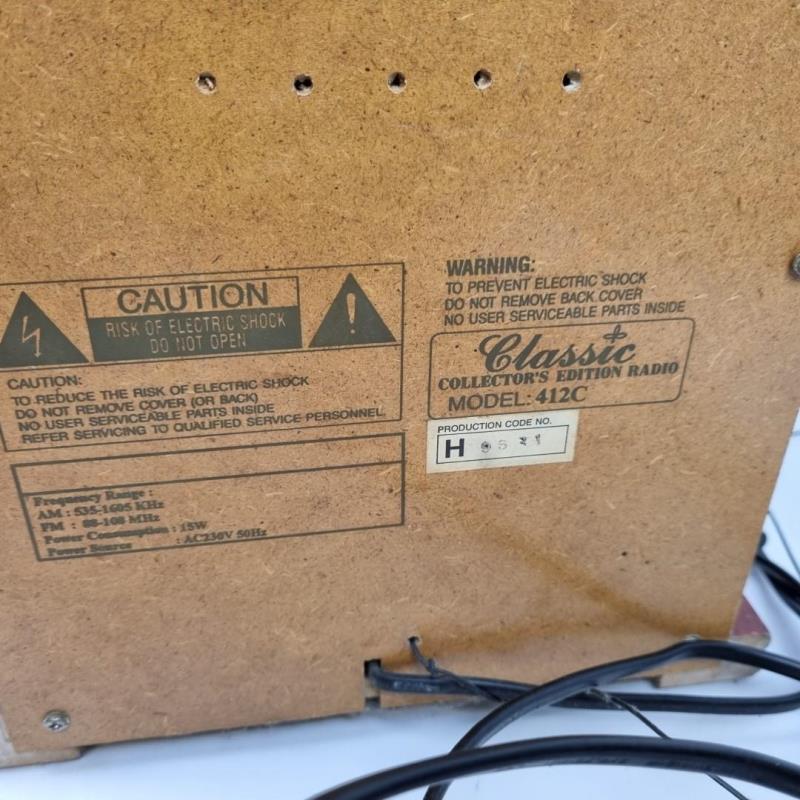 CAUTION
RISK OF ELECTRIC SHOCK
DO NOT OPEN
CAUTION:
TO REDUCE THE RISK OF ELECTRIC SHOCK
DO NOT REMOVE COVER (OR BACK)
NO USER SERVICEABLE PARTS INSIDE
REFER SERVICING TO QUALIFIED SERVICE PERSONNEL
Frequency Range :
AM : 535-1605 KHz
FM : 88-108 MHz
Power Consumption : 15W
Power Source : AC230V 50Hz
WARNING:
TO PREVENT ELECTRIC SHOCK
DO NOT REMOVE BACK COVER
NO USER SERVICEABLE PARTS INSIDE
Classic
COLLECTOR'S EDITION RADIO
MODEL: 412C
PRODUCTION CODE NO.
H